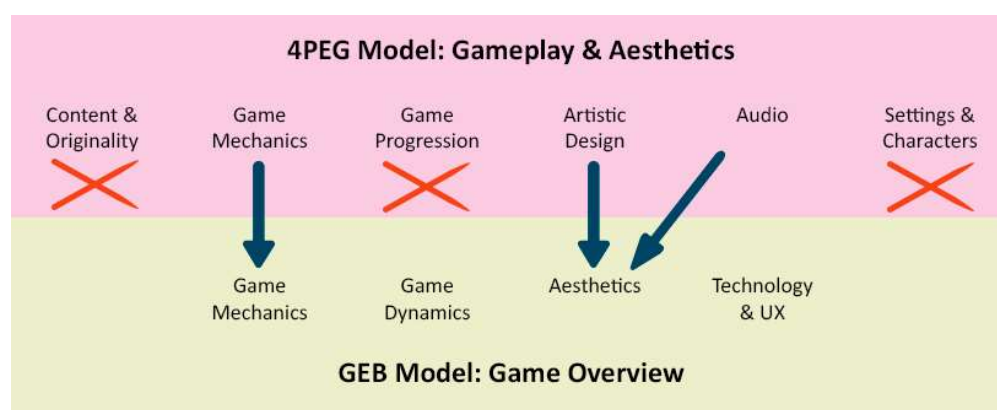 4PEG Model: Gameplay & Aesthetics
Content &
Originality
Game
Mechanics
Game
Progression
Artistic
Design
Audio
Settings &
Characters
Game
Mechanics
Game
Dynamics
Aesthetics
Technology
& UX
GEB Model: Game Overview